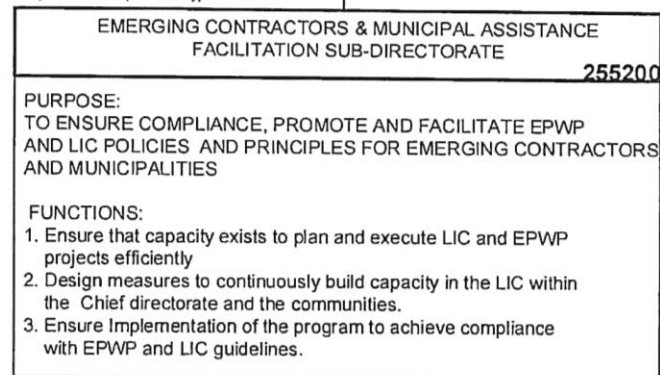 EMERGING CONTRACTORS & MUNICIPAL ASSISTANCE
FACILITATION SUB-DIRECTORATE
255200
PURPOSE:
TO ENSURE COMPLIANCE, PROMOTE AND FACILITATE EPWP
AND LIC POLICIES AND PRINCIPLES FOR EMERGING CONTRACTORS
AND MUNICIPALITIES
FUNCTIONS:
1. Ensure that capacity exists to plan and execute LIC and EPWP
projects efficiently
2. Design measures to continuously build capacity in the LIC within
the Chief directorate and the communities.
3. Ensure Implementation of the program to achieve compliance
with EPWP and LIC guidelines.